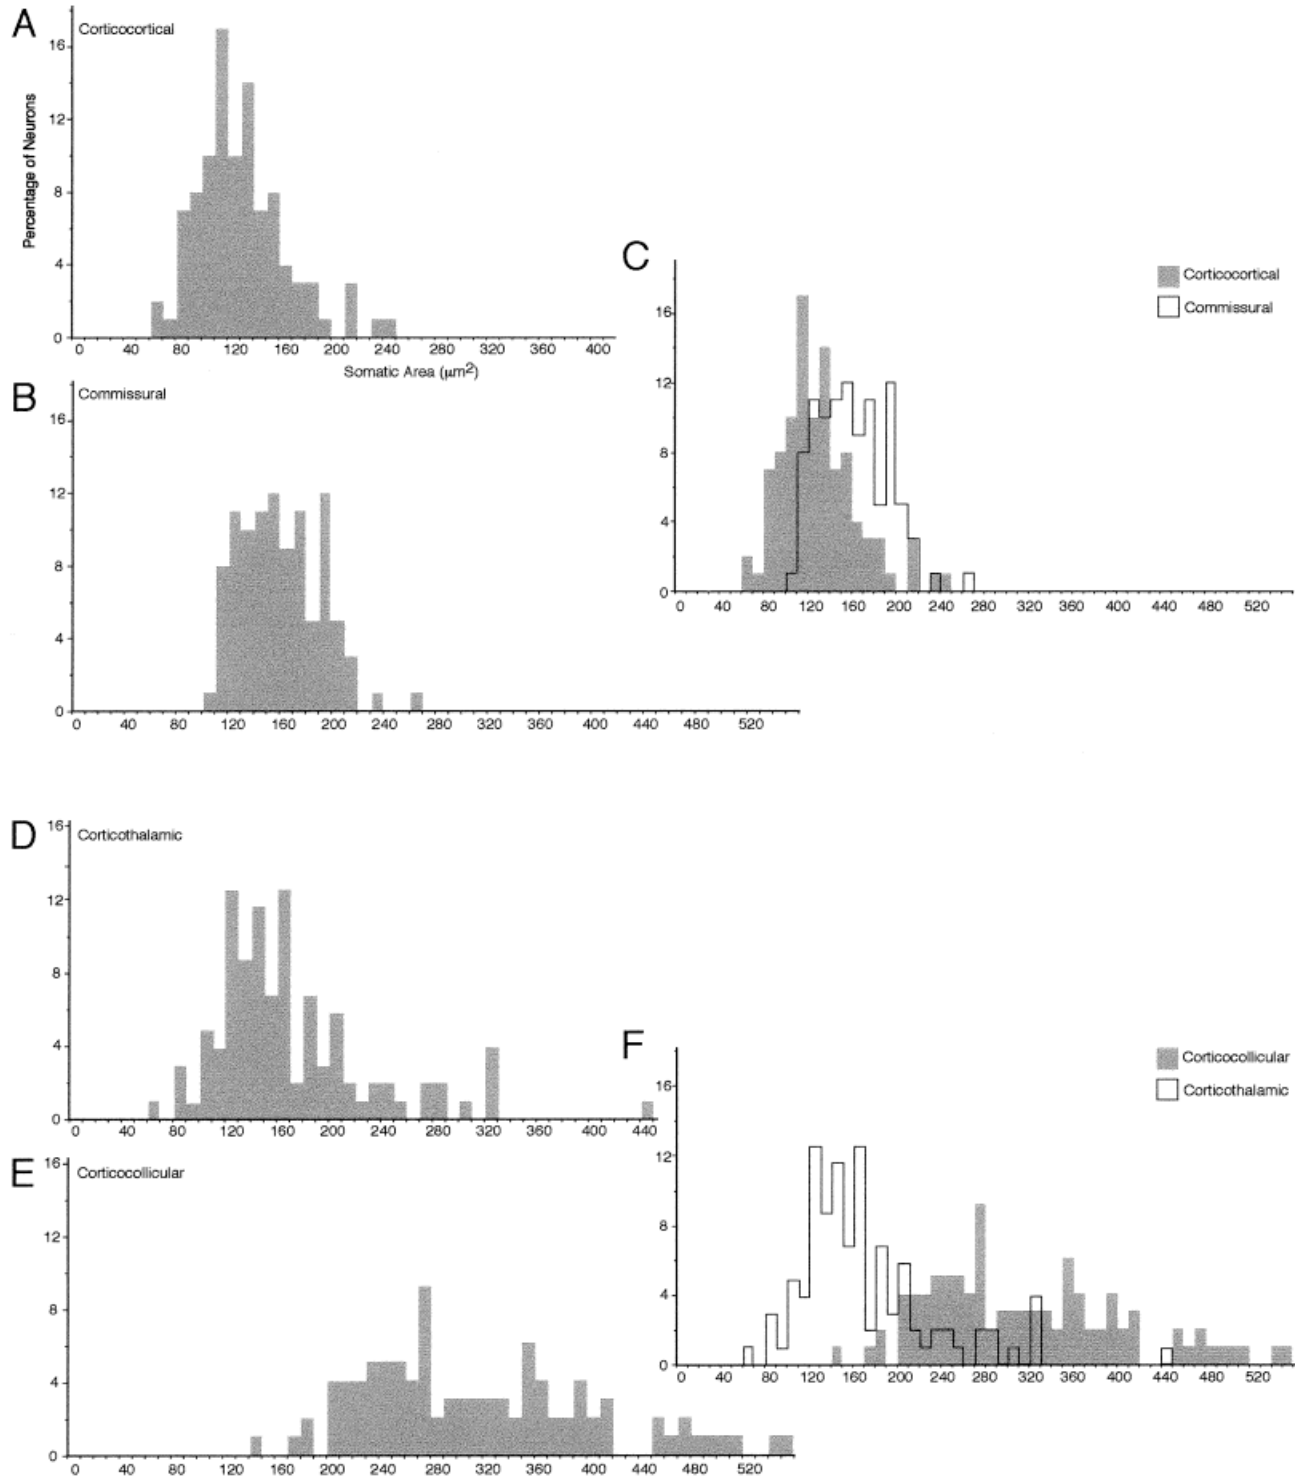 A
Corticocortical
16
12
8
4
0
Percentage of Neurons
0 40 80 120 160 200 240 280 320 360 400
Somatic Area (μm²)
B
Commissural
16
12
8
4
0
0 40 80 120 160 200 240 280 320 360 400 440 480 520
C
Corticocortical
Commissural
16
12
8
4
0
0 40 80 120 160 200 240 280 320 360 400 440 480 520
D
Corticothalamic
16
12
8
4
0
0 40 80 120 160 200 240 280 320 360 400 440
E
Corticocollicular
16
12
8
4
0
0 40 80 120 160 200 240 280 320 360 400 440 480 520
F
Corticocollicular
Corticothalamic
16
12
8
4
0
0 40 80 120 160 200 240 280 320 360 400 440 480 520